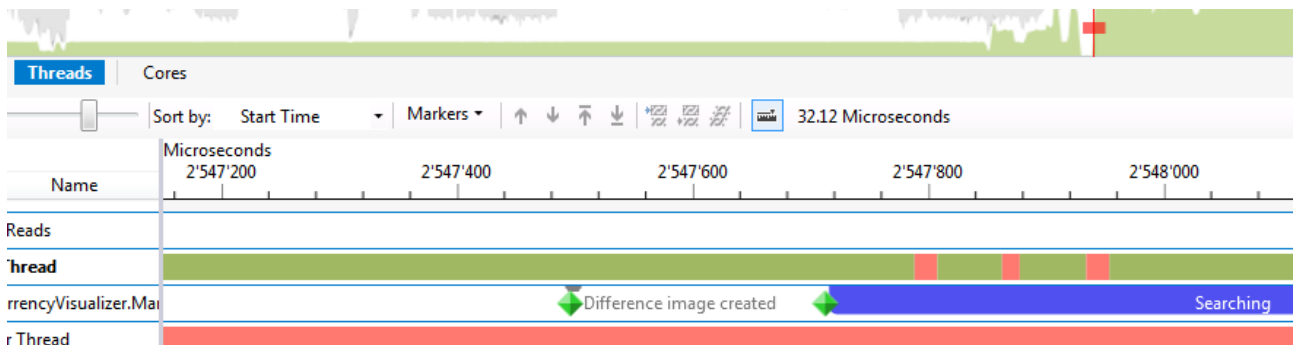 Threads Cores
Sort by: Start Time Markers 32.12 Microseconds
Microseconds
Name 2'547'200 2'547'400 2'547'600 2'547'800 2'548'000
Reads
Thread
rrencyVisualizer.Mar
Difference image created Searching
r Thread